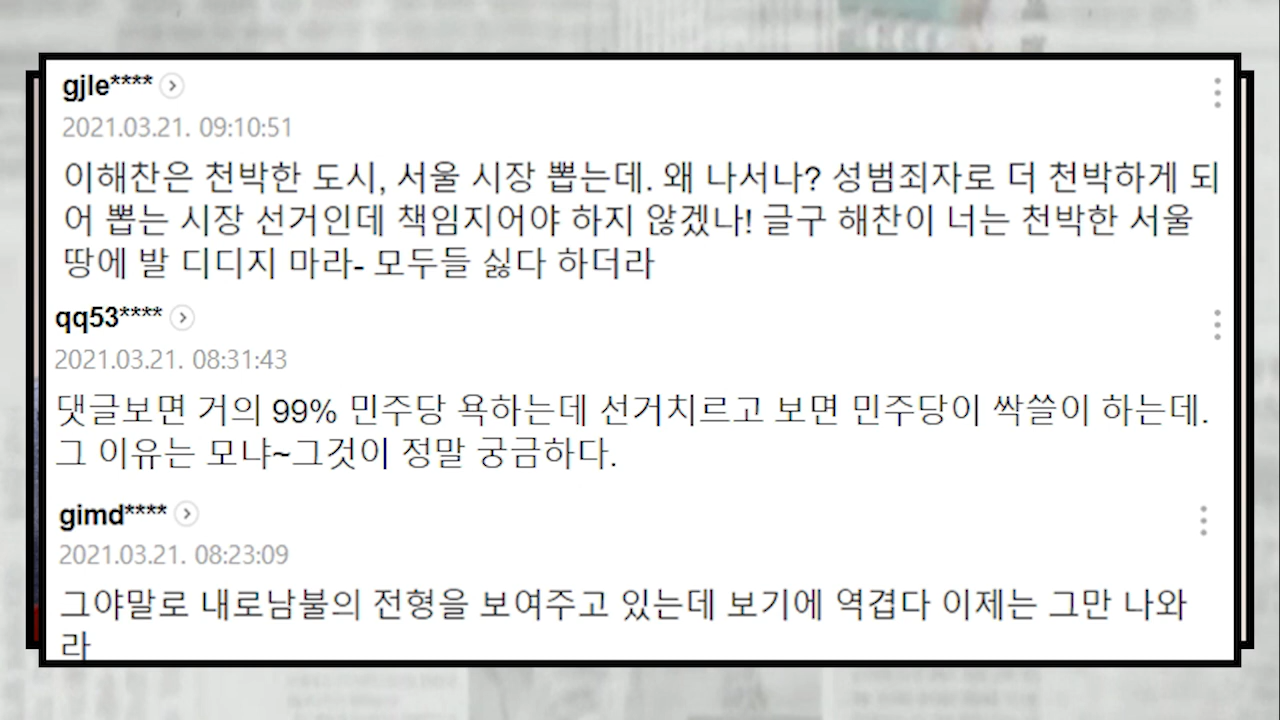 gjle****
2021.03.21. 09:10:51
이해찬은 천박한 도시, 서울 시장 뽑는데. 왜 나서나? 성범죄자로 더 천박하게 되
어 뽑는 시장 선거인데 책임지어야 하지 않겠나! 글구 해찬이 너는 천박한 서울
땅에 발 디디지 마라- 모두들 싫다 하더라
qq53****
2021.03.21. 08:31:43
댓글보면 거의 99% 민주당 욕하는데 선거치르고 보면 민주당이 싹쓸이 하는데.
그 이유는 모냐~그것이 정말 궁금하다.
gimd****
2021.03.21. 08:23:09
그야말로 내로남불의 전형을 보여주고 있는데 보기에 역겹다 이제는 그만 나와
라